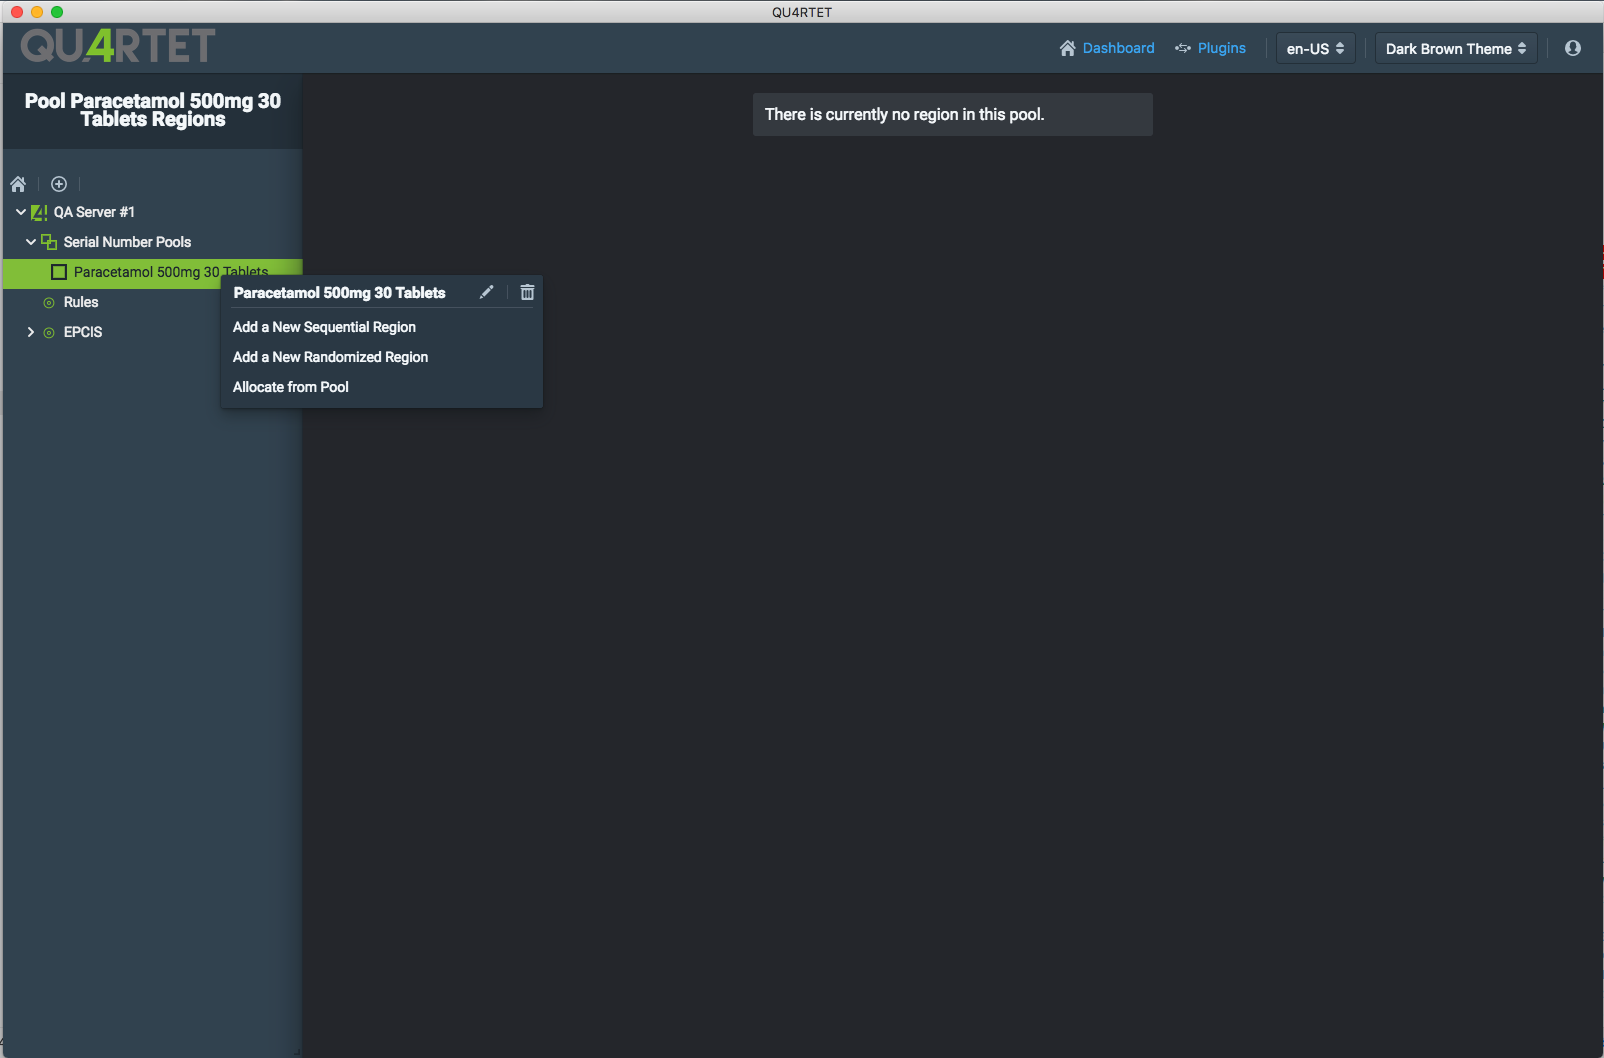 QU4RTET
QU4RTET
Dashboard
Plugins
en-US
Dark Brown Theme
Pool Paracetamol 500mg 30
Tablets Regions
There is currently no region in this pool.
QA Server #1
Serial Number Pools
Paracetamol 500mg 30 Tablets
Paracetamol 500mg 30 Tablets
Add a New Sequential Region
Add a New Randomized Region
Allocate from Pool
Rules
EPCIS